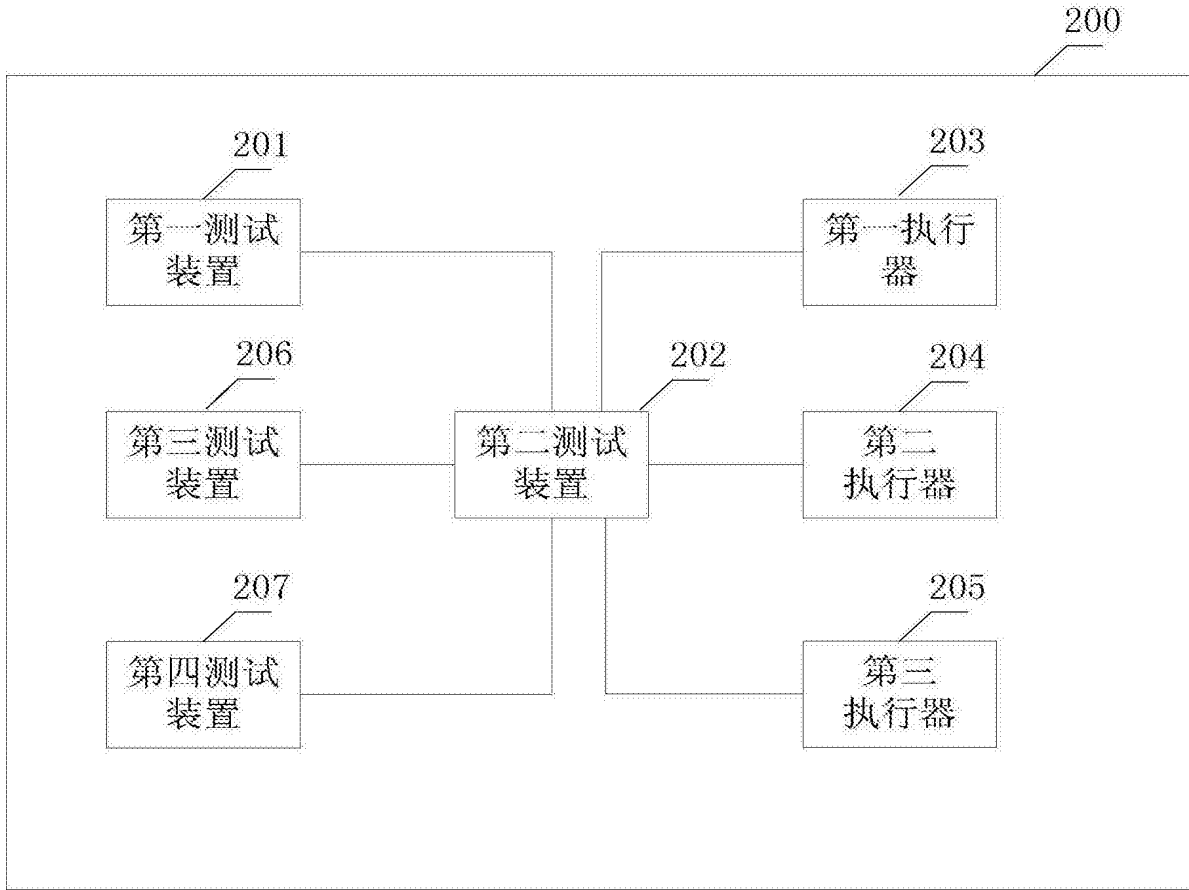 200
201
第一测试
装置
203
第一执行
器
206
第三测试
装置
202
第二测试
装置
204
第二
执行器
207
第四测试
装置
205
第三
执行器